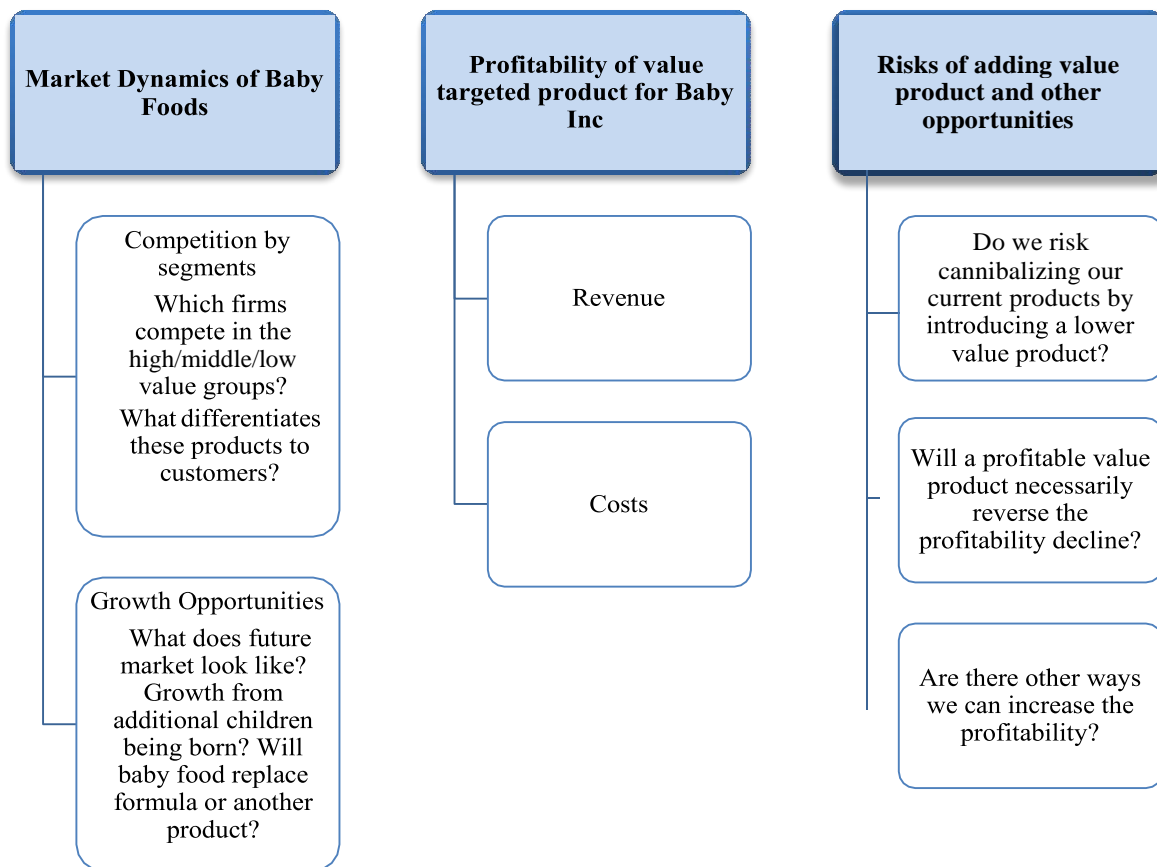 Market Dynamics of Baby
Foods
Competition by
segments
Which firms
compete in the
high/middle/low
value groups?
What differentiates
these products to
customers?
Growth Opportunities
What does future
market look like?
Growth from
additional children
being born? Will
baby food replace
formula or another
product?
Profitability of value
targeted product for Baby
Inc
Revenue
Costs
Risks of adding value
product and other
opportunities
Do we risk
cannibalizing our
current products by
introducing a lower
value product?
Will a profitable value
product necessarily
reverse the
profitability decline?
Are there other ways
we can increase the
profitability?